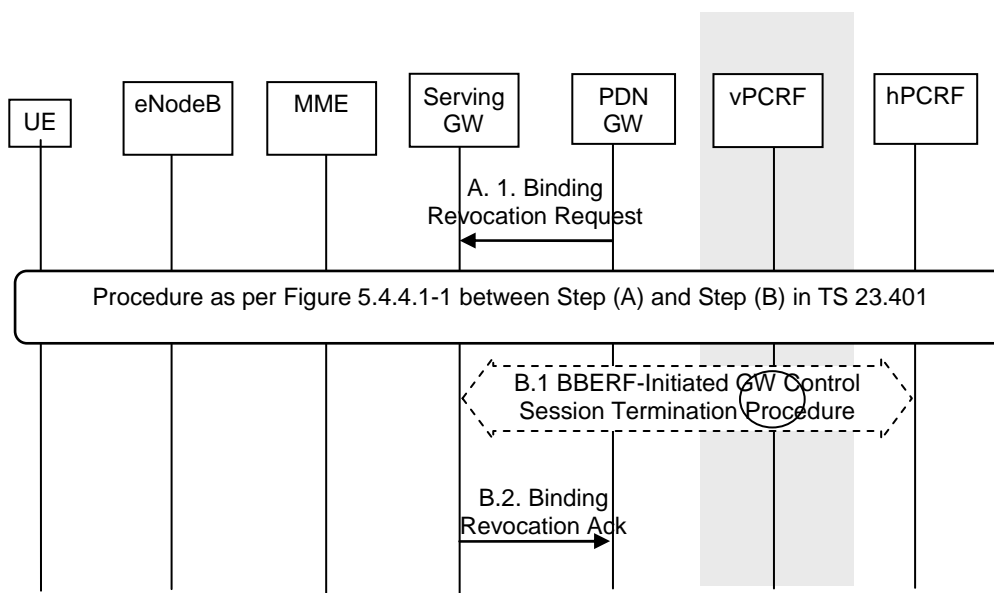 UE
eNodeB
MME
Serving
GW
PDN
GW
vPCRF
hPCRF
A. 1. Binding
Revocation Request
Procedure as per Figure 5.4.4.1-1 between Step (A) and Step (B) in TS 23.401
B.1 BBERF-Initiated GW Control
Session Termination Procedure
B.2. Binding
Revocation Ack